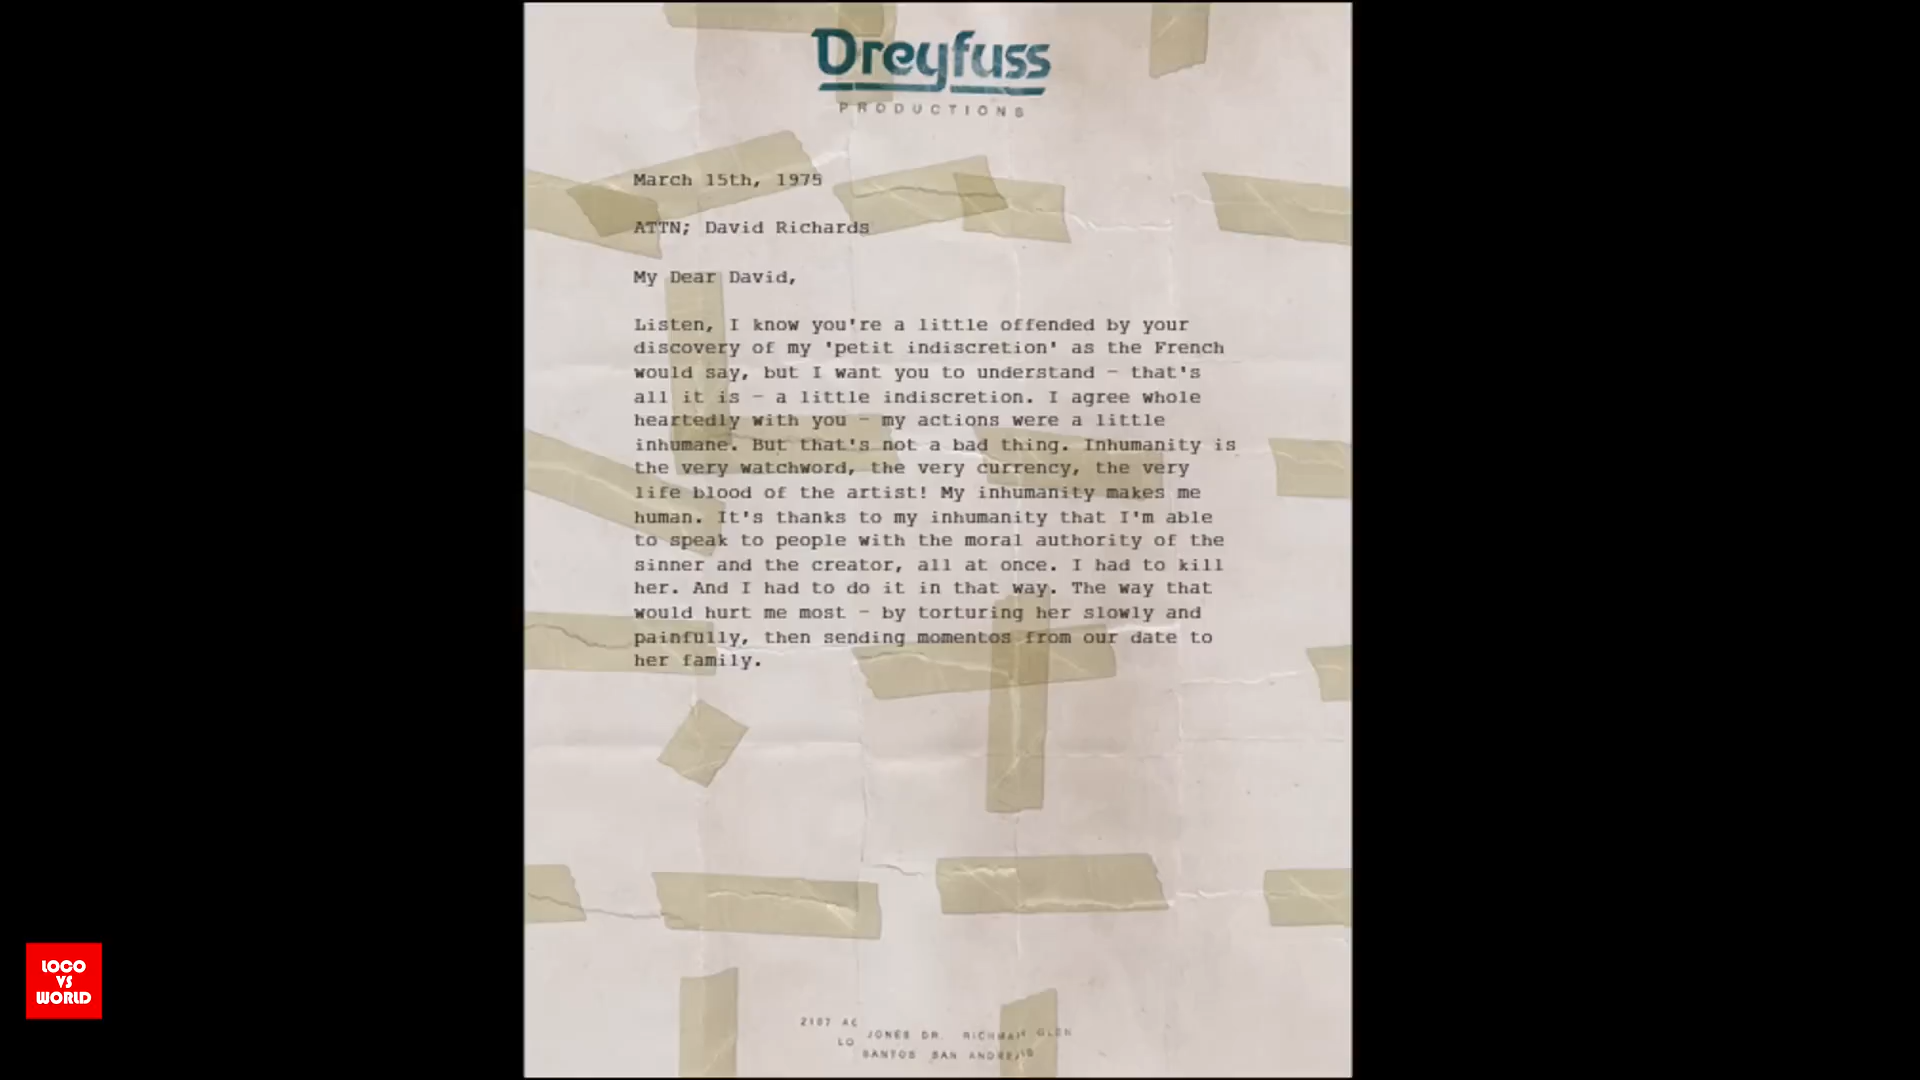 Dreyfuss
PRODUCTIONS
March 15th, 1975
ATTN; David Richards
My Dear David,
Listen, I know you're a little offended by your
discovery of my 'petit indiscretion' as the French
would say, but I want you to understand - that's
all it is - a little indiscretion. I agree whole
heartedly with you - my actions were a little
inhumane. But that's not a bad thing. Inhumanity is
the very watchword, the very currency, the very
life blood of the artist! My inhumanity makes me
human. It's thanks to my inhumanity that I'm able
to speak to people with the moral authority of the
sinner and the creator, all at once. I had to kill
her. And I had to do it in that way. The way that
would hurt me most - by torturing her slowly and
painfully, then sending momentos from our date to
her family.
JONES DR. RICHMAN GLEN
LO SANTOS SAN ANDREAS
LOCO
VS
WORLD